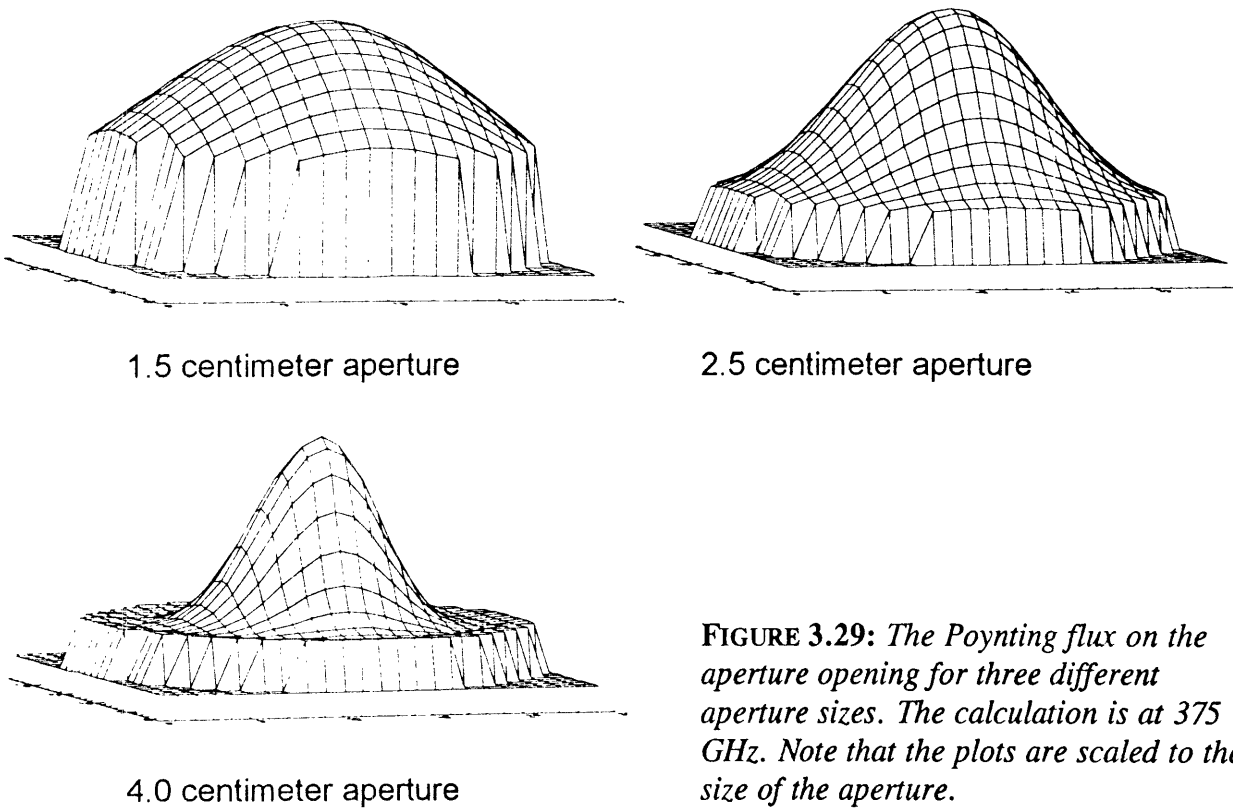 1.5 centimeter aperture
2.5 centimeter aperture
4.0 centimeter aperture
FIGURE 3.29: The Poynting flux on the
aperture opening for three different
aperture sizes. The calculation is at 375
GHz. Note that the plots are scaled to the
size of the aperture.